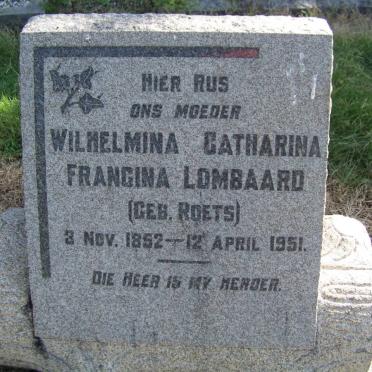 HIER RUS
ONS MOEDER
WILHELMINA CATHARINA
FRANCINA LOMBAARD
(GEB. ROETS)
3 NOV. 1852 — 12 APRIL 1951.
DIE HEER IS MY HERDER.